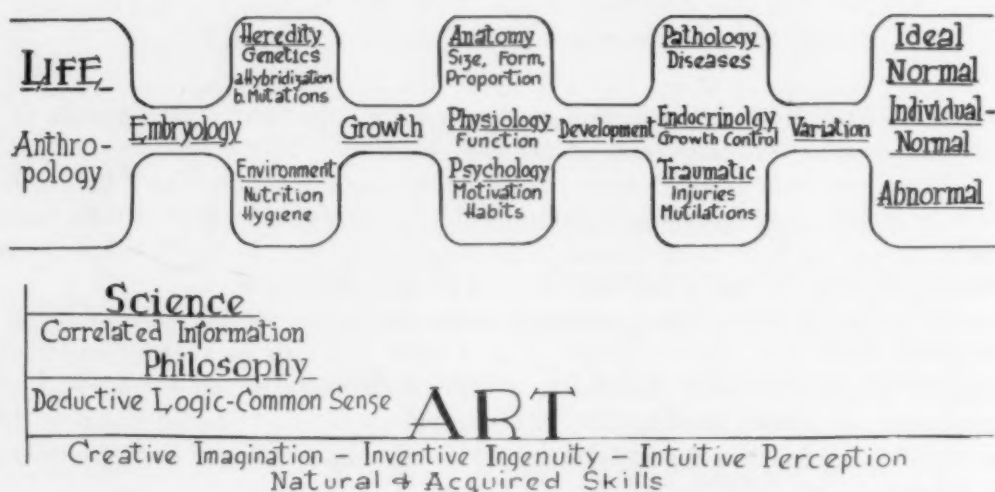 LIFE
Anthro-
pology
Embryology
Heredity
Genetics
a.Hybridization
b.Mutations
Environment
Nutrition
Hygiene
Growth
Anatomy
Size, Form,
Proportion
Physiology
Function
Psychology
Motivation
Habits
Development
Pathology
Diseases
Endocrinolgy
Growth Control
Traumatic
Injuries
Mutilations
Variation
Ideal
Normal
Individual-
Normal
Abnormal
Science
Correlated Information
Philosophy
Deductive Logic-Common Sense
ART
Creative Imagination – Inventive Ingenuity – Intuitive Perception
Natural & Acquired Skills